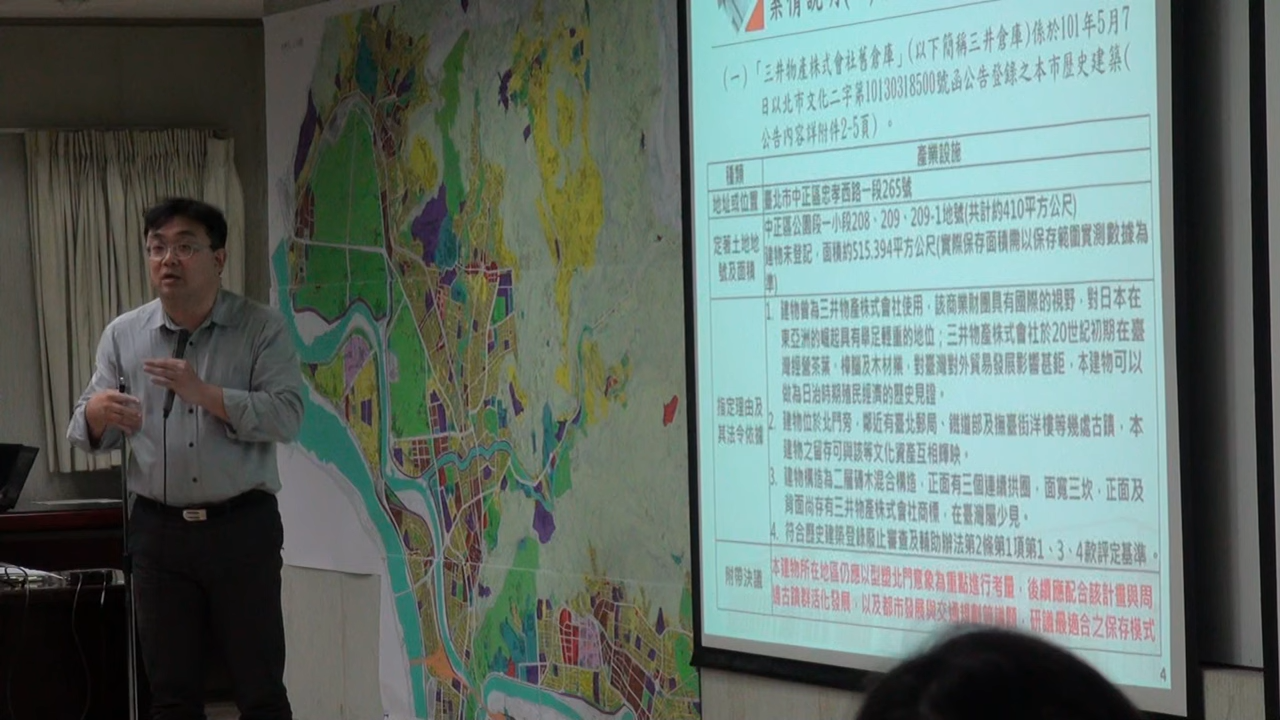 案情說明(一)
(一)「三井物產株式會社舊倉庫」(以下簡稱三井倉庫)係於101年5月7
日以北市文化二字第10130318500號函公告登錄之本市歷史建築(
公告內容詳附件2-5頁)。
種類 產業設施
地址或位置 臺北市中正區忠孝西路一段265號
定著土地地
號及面積
中正區公園段一小段208、209、209-1地號(共計約410平方公尺)
建物未登記，面積約515.394平方公尺(實際保存面積需以保存範圍實測數據為
準)
指定理由及
其法令依據
1. 建物曾為三井物產株式會社使用，該商業財團具有國際的視野，對日本在
東亞洲的崛起具有舉足輕重的地位；三井物產株式會社於20世紀初期在臺
灣經營茶葉、樟腦及木材業，對臺灣對外貿易發展影響甚鉅，本建物可以
做為日治時期殖民經濟的歷史見證。
2. 建物位於北門旁，鄰近有臺北郵局、鐵道部及撫臺街洋樓等幾處古蹟，本
建物之留存可與該等文化資產互相輝映。
3. 建物構造為二層磚木混合構造，正面有三個連續拱圈，面寬三坎，正面及
背面尚存有三井物產株式會社商標，在臺灣屬少見。
4. 符合歷史建築登錄廢止審查及輔助辦法第2條第1項第1、3、4款評定基準。
附帶決議
本建物所在地區仍應以型塑北門意象為重點進行考量，後續應配合該計畫與周
邊古蹟群活化發展，以及都市發展與交通規劃等議題，研議最適合之保存模式
4